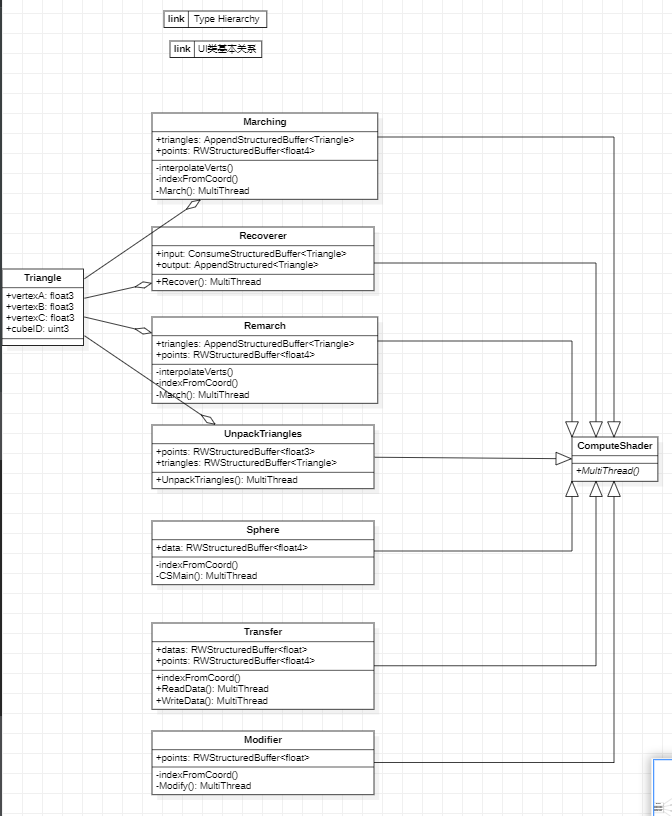 link Type Hierarchy
link UI类基本关系
Marching
+triangles: AppendStructuredBuffer<Triangle>
+points: RWStructuredBuffer<float4>
-interpolateVerts()
-indexFromCoord()
-March(): MultiThread
Recoverer
+input: ConsumeStructuredBuffer<Triangle>
+output: AppendStructured<Triangle>
+Recover(): MultiThread
Triangle
+vertexA: float3
+vertexB: float3
+vertexC: float3
+cubeID: uint3
Remarch
+triangles: AppendStructuredBuffer<Triangle>
+points: RWStructuredBuffer<float4>
-interpolateVerts()
-indexFromCoord()
-March(): MultiThread
UnpackTriangles
+points: RWStructuredBuffer<float3>
+triangles: RWStructuredBuffer<Triangle>
+UnpackTriangles(): MultiThread
ComputeShader
+MultiThread()
Sphere
+data: RWStructuredBuffer<float4>
-indexFromCoord()
-CSMain(): MultiThread
Transfer
+datas: RWStructuredBuffer<float>
+points: RWStructuredBuffer<float4>
+indexFromCoord()
+ReadData(): MultiThread
+WriteData(): MultiThread
Modifier
+points: RWStructuredBuffer<float>
-indexFromCoord()
-Modify(): MultiThread